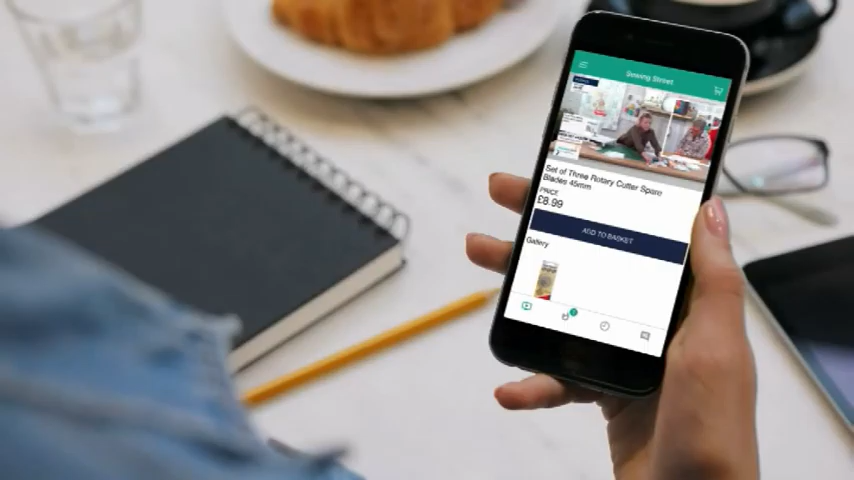 Sewing Street
Set of Three Rotary Cutter Spare
Blades 45mm
PRICE
£8.99
ADD TO BASKET
Gallery